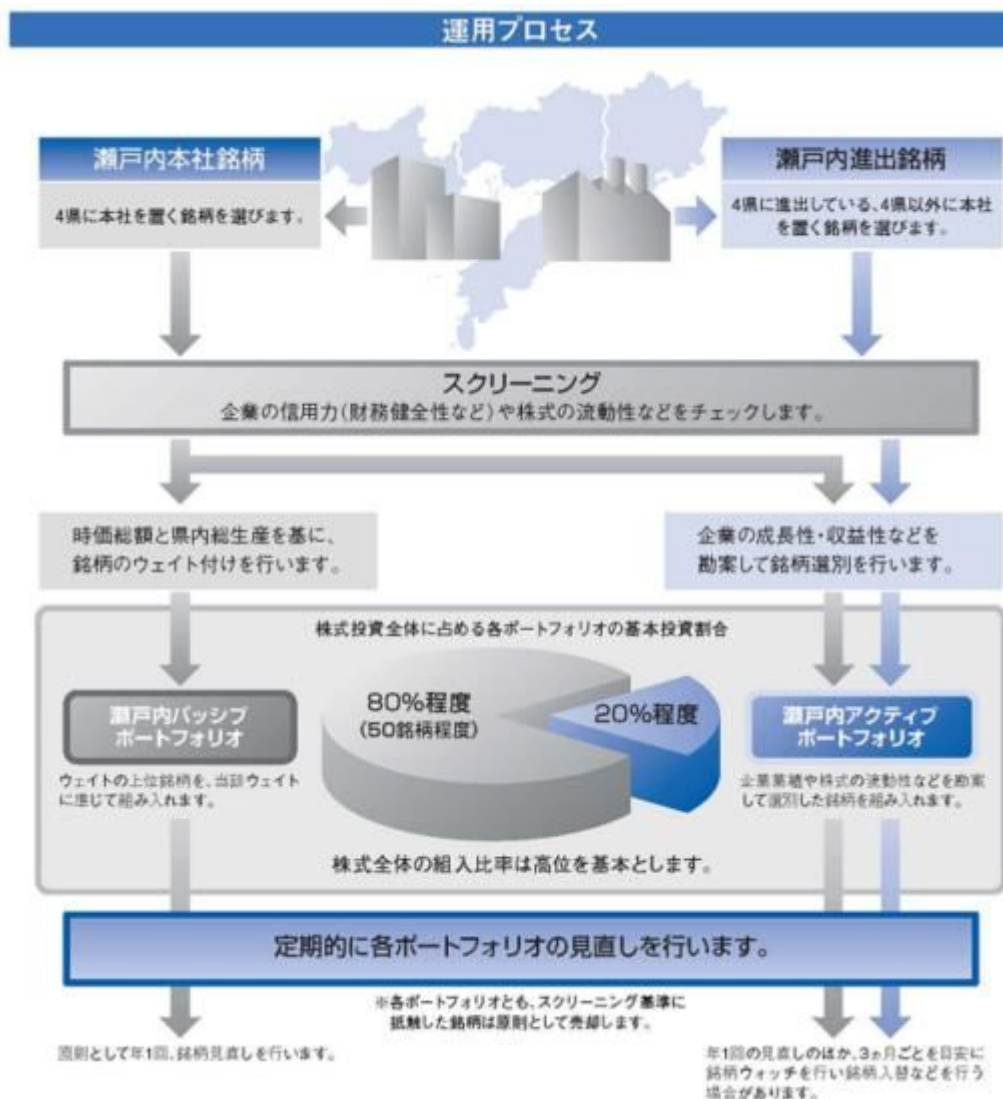 運用プロセス
瀬戸内本社銘柄
4県に本社を置く銘柄を選びます。
瀬戸内進出銘柄
4県に進出している、4県以外に本社
を置く銘柄を選びます。
スクリーニング
企業の信用力(財務健全性など)や株式の流動性などをチェックします。
時価総額と県内総生産を基に、
銘柄のウェイト付けを行います。
企業の成長性・収益性などを
勘案して銘柄選別を行います。
株式投資全体に占める各ポートフォリオの基本投資割合
瀬戸内パッシブ
ポートフォリオ
ウェイトの上位銘柄を、当該ウェイト
に準じて組み入れます。
80%程度
(50銘柄程度)
20%程度
瀬戸内アクティブ
ポートフォリオ
企業業績や株式の流動性などを勘案
して選別した銘柄を組み入れます。
株式全体の組入比率は高位を基本とします。
定期的に各ポートフォリオの見直しを行います。
※各ポートフォリオとも、スクリーニング基準に
抵触した銘柄は原則として売却します。
原則として年1回、銘柄見直しを行います。
年1回の見直しのほか、3ヵ月ごとを目安に
銘柄ウォッチを行い銘柄入替などを行う
場合があります。